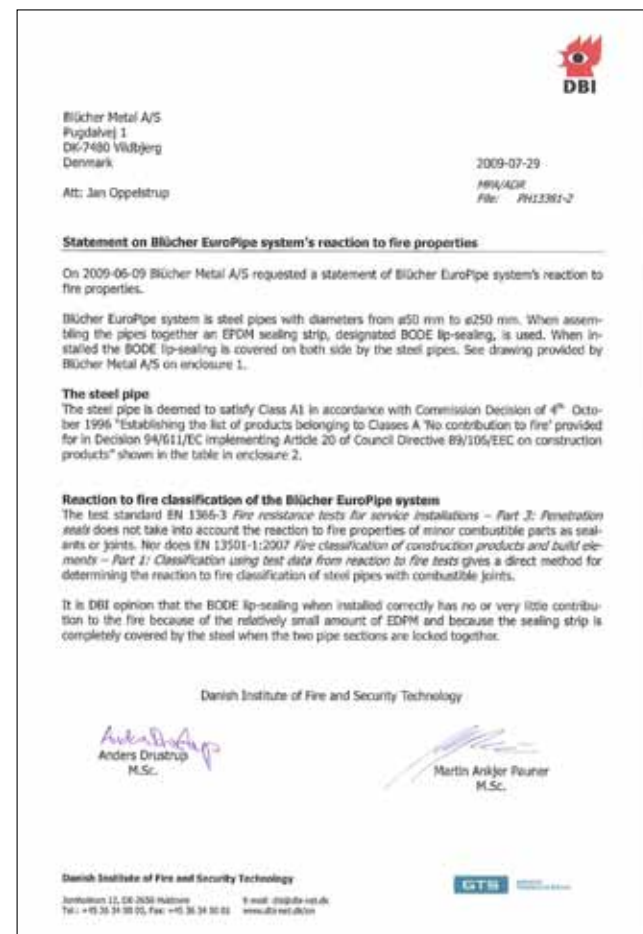 DBI
Blücher Metal A/S
Pugdalvej 1
DK-7480 Vildbjerg
Denmark
2009-07-29
Att: Jan Oppelstrup
MPA/ADR
File: PH13361-2
Statement on Blücher EuroPipe system's reaction to fire properties
On 2009-06-09 Blücher Metal A/S requested a statement of Blücher EuroPipe system's reaction to
fire properties.
Blücher EuroPipe system is steel pipes with diameters from ø50 mm to ø250 mm. When assem-
bling the pipes together an EPDM sealing strip, designated BODE lip-sealing, is used. When in-
stalled the BODE lip-sealing is covered on both side by the steel pipes. See drawing provided by
Blücher Metal A/S on enclosure 1.
The steel pipe
The steel pipe is deemed to satisfy Class A1 in accordance with Commission Decision of 4th Octo-
ber 1996 "Establishing the list of products belonging to Classes A 'No contribution to fire' provided
for in Decision 94/611/EC implementing Article 20 of Council Directive 89/106/EEC on construction
products" shown in the table in enclosure 2.
Reaction to fire classification of the Blücher EuroPipe system
The test standard EN 1366-3 Fire resistance tests for service installations – Part 3: Penetration
seals does not take into account the reaction to fire properties of minor combustible parts as seal-
ants or joints. Nor does EN 13501-1:2007 Fire classification of construction products and build ele-
ments – Part 1: Classification using test data from reaction to fire tests gives a direct method for
determining the reaction to fire classification of steel pipes with combustible joints.
It is DBI opinion that the BODE lip-sealing when installed correctly has no or very little contribu-
tion to the fire because of the relatively small amount of EDPM and because the sealing strip is
completely covered by the steel when the two pipe sections are locked together.
Danish Institute of Fire and Security Technology
Anders Drustrup
M.Sc.
Martin Ankjer Pauner
M.Sc.
Danish Institute of Fire and Security Technology
GTS